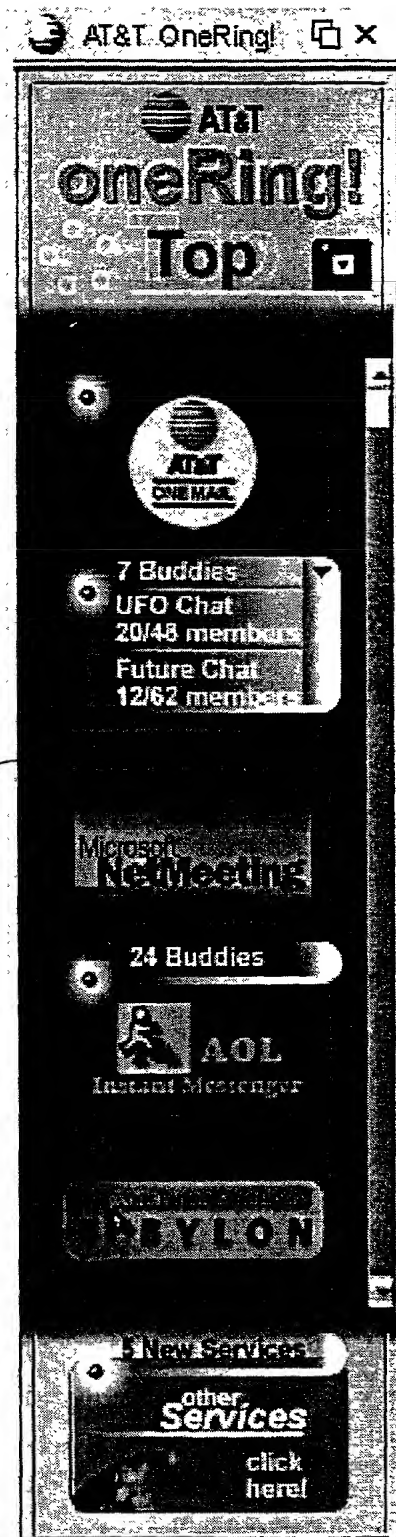 AT&T OneRing!
AT&T
oneRing!
Top
AT&T
ONE MAIL
7 Buddies
UFO Chat
20/48 members
Future Chat
12/62 members
Microsoft
NetMeeting
24 Buddies
AOL
Instant Messenger
BYLON
5 New Services
other
Services
click
here!